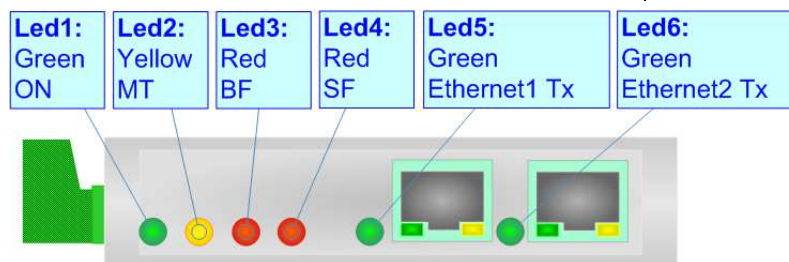 Led1:
Green
ON
Led2:
Yellow
MT
Led3:
Red
BF
Led4:
Red
SF
Led5:
Green
Ethernet1 Tx
Led6:
Green
Ethernet2 Tx